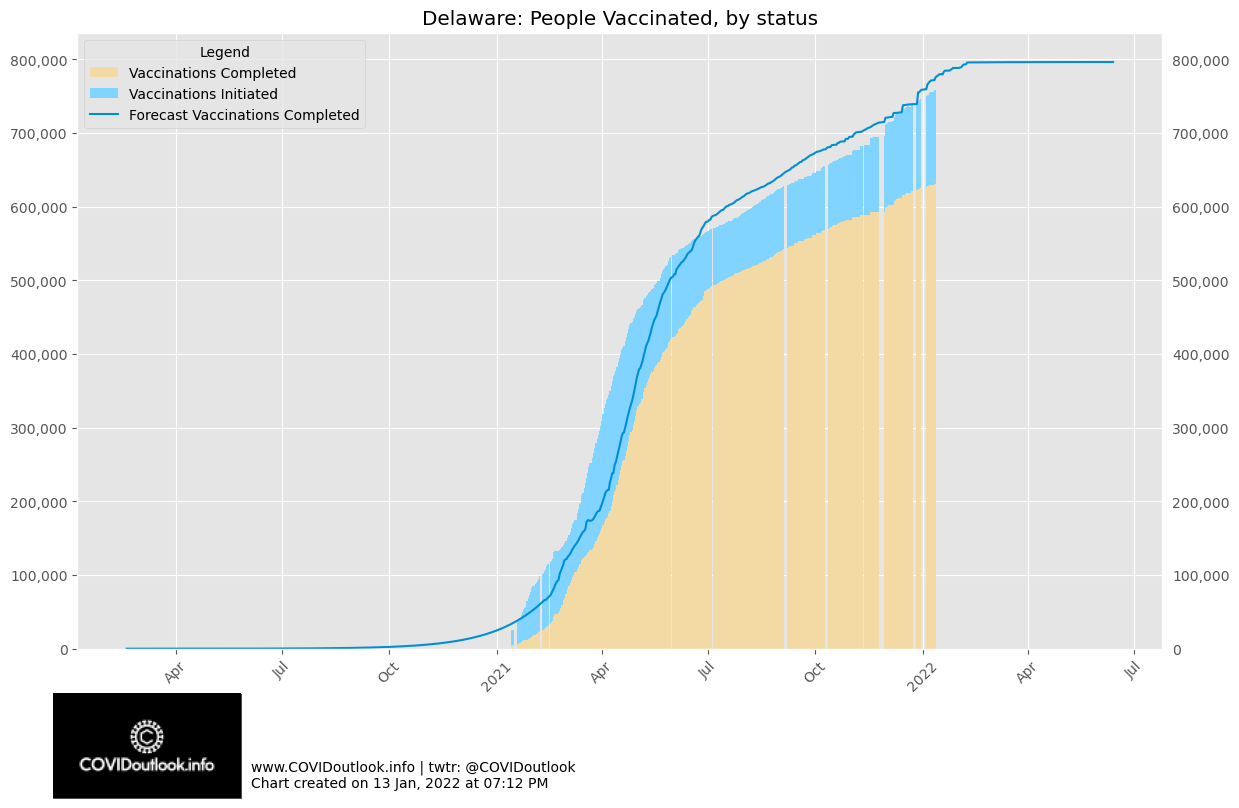 Delaware: People Vaccinated, by status
Legend
Vaccinations Completed
Vaccinations Initiated
Forecast Vaccinations Completed
800,000
700,000
600,000
500,000
400,000
300,000
200,000
100,000
0
800,000
700,000
600,000
500,000
400,000
300,000
200,000
100,000
0
Apr
Jul
Oct
2021
Apr
Jul
Oct
2022
Apr
Jul
COVIDoutlook.info
www.COVIDoutlook.info | twtr: @COVIDoutlook
Chart created on 13 Jan, 2022 at 07:12 PM